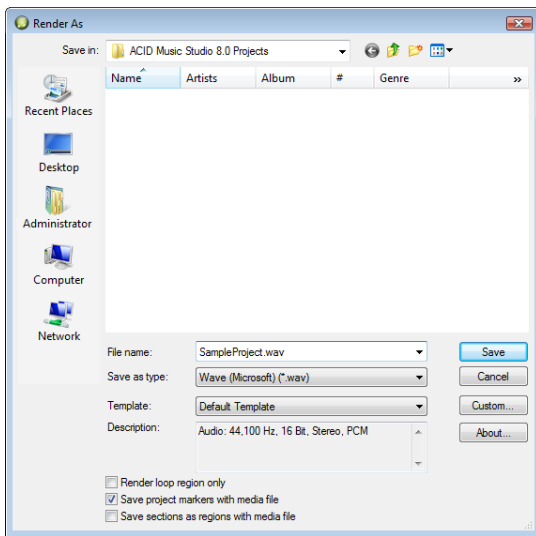 Render As
Save in: ACID Music Studio 8.0 Projects
Name Artists Album # Genre »
Recent Places
Desktop
Administrator
Computer
Network
File name: SampleProject.wav Save
Save as type: Wave (Microsoft) (*.wav) Cancel
Template: Default Template Custom...
Description: Audio: 44,100 Hz, 16 Bit, Stereo, PCM About...
Render loop region only
Save project markers with media file
Save sections as regions with media file